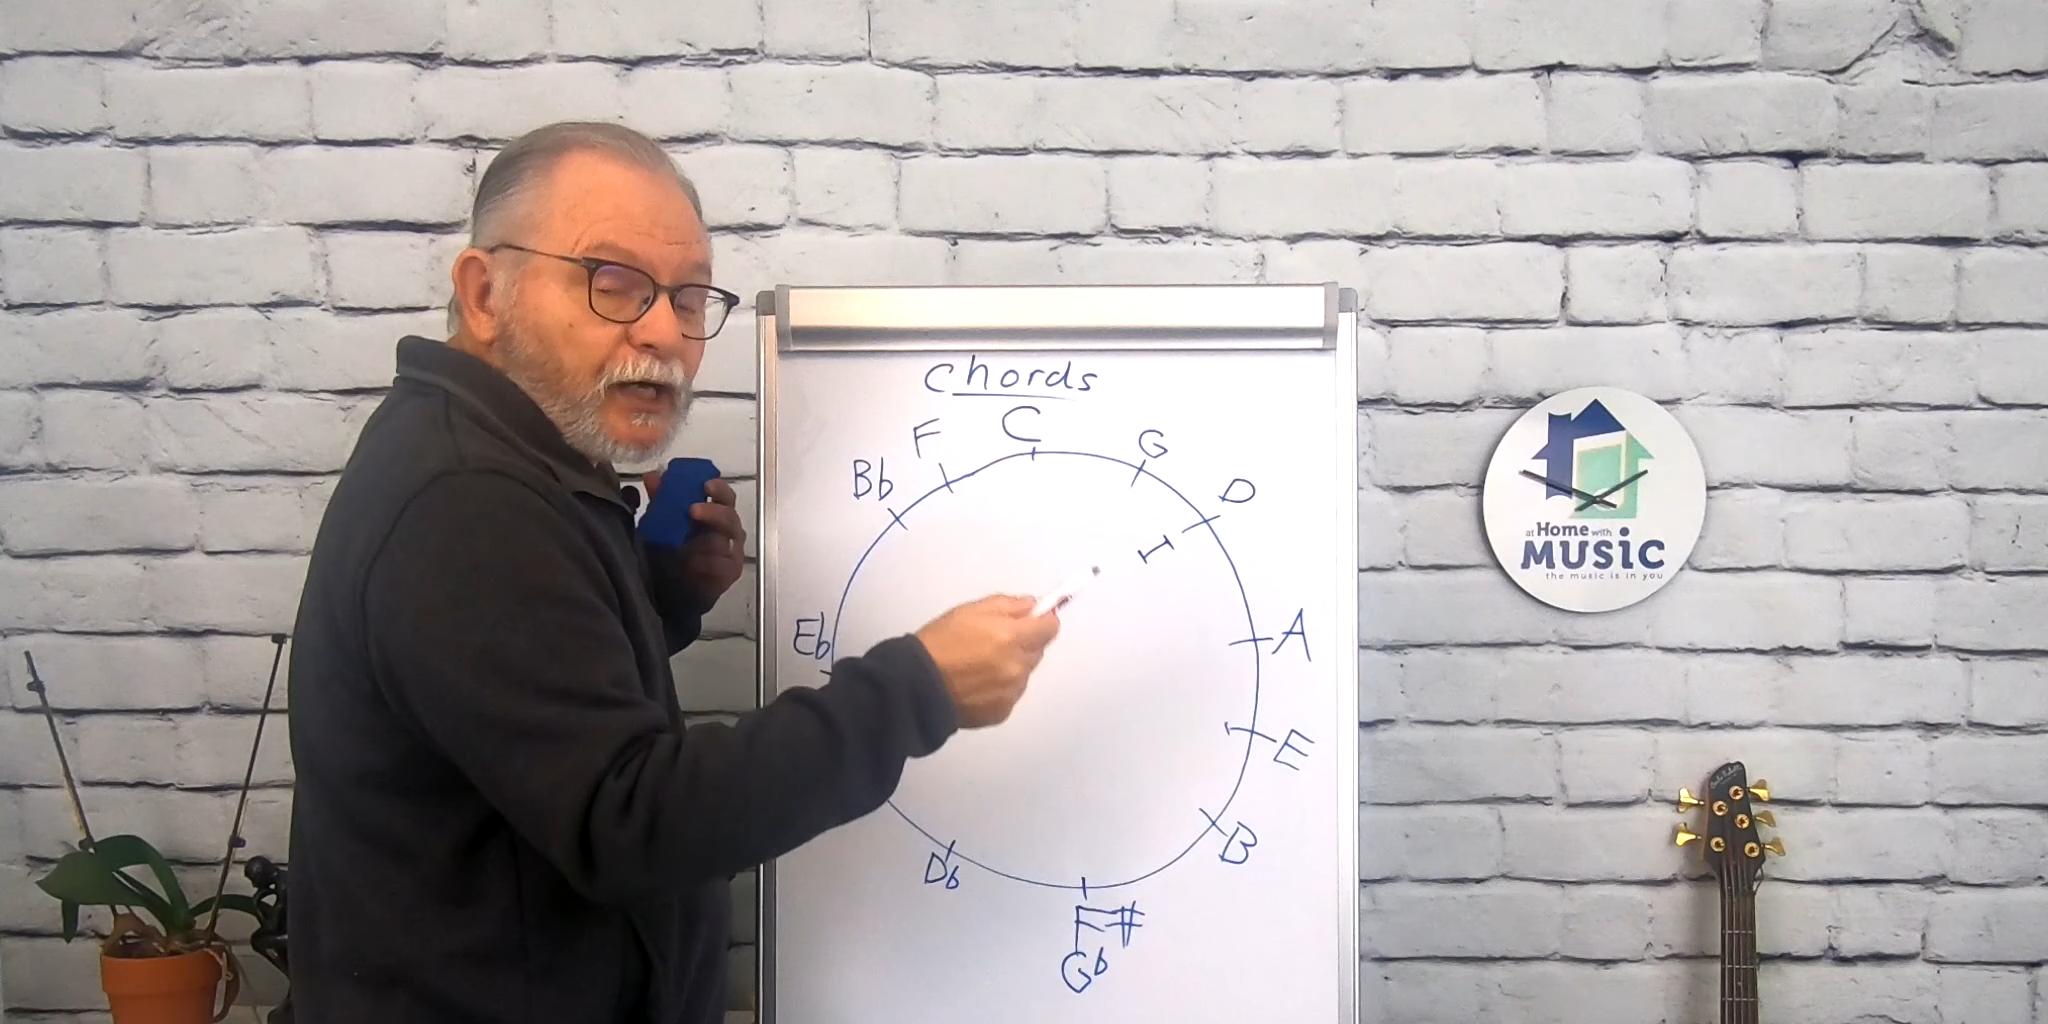 chords
C
G
D
I
A
E
B
F#
Gb
Db
Eb
Bb
F
at Home with
MUSiC
the music is in you